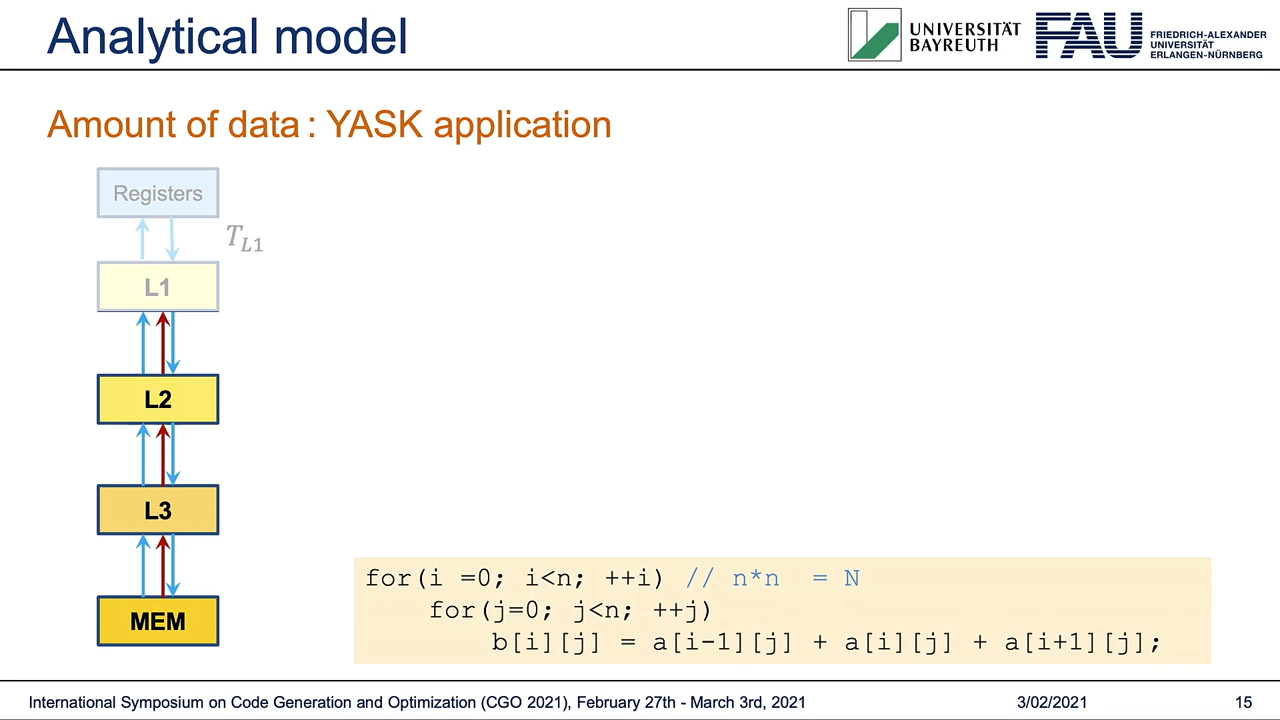 Analytical model
UNIVERSITÄT
BAYREUTH
FAU
FRIEDRICH-ALEXANDER
UNIVERSITÄT
ERLANGEN-NÜRNBERG
Amount of data : YASK application
Registers
T_{L1}
L1
L2
L3
MEM
for(i =0; i<n; ++i) // n*n  = N
    for(j=0; j<n; ++j)
        b[i][j] = a[i-1][j] + a[i][j] + a[i+1][j];
International Symposium on Code Generation and Optimization (CGO 2021), February 27th - March 3rd, 2021
3/02/2021
15